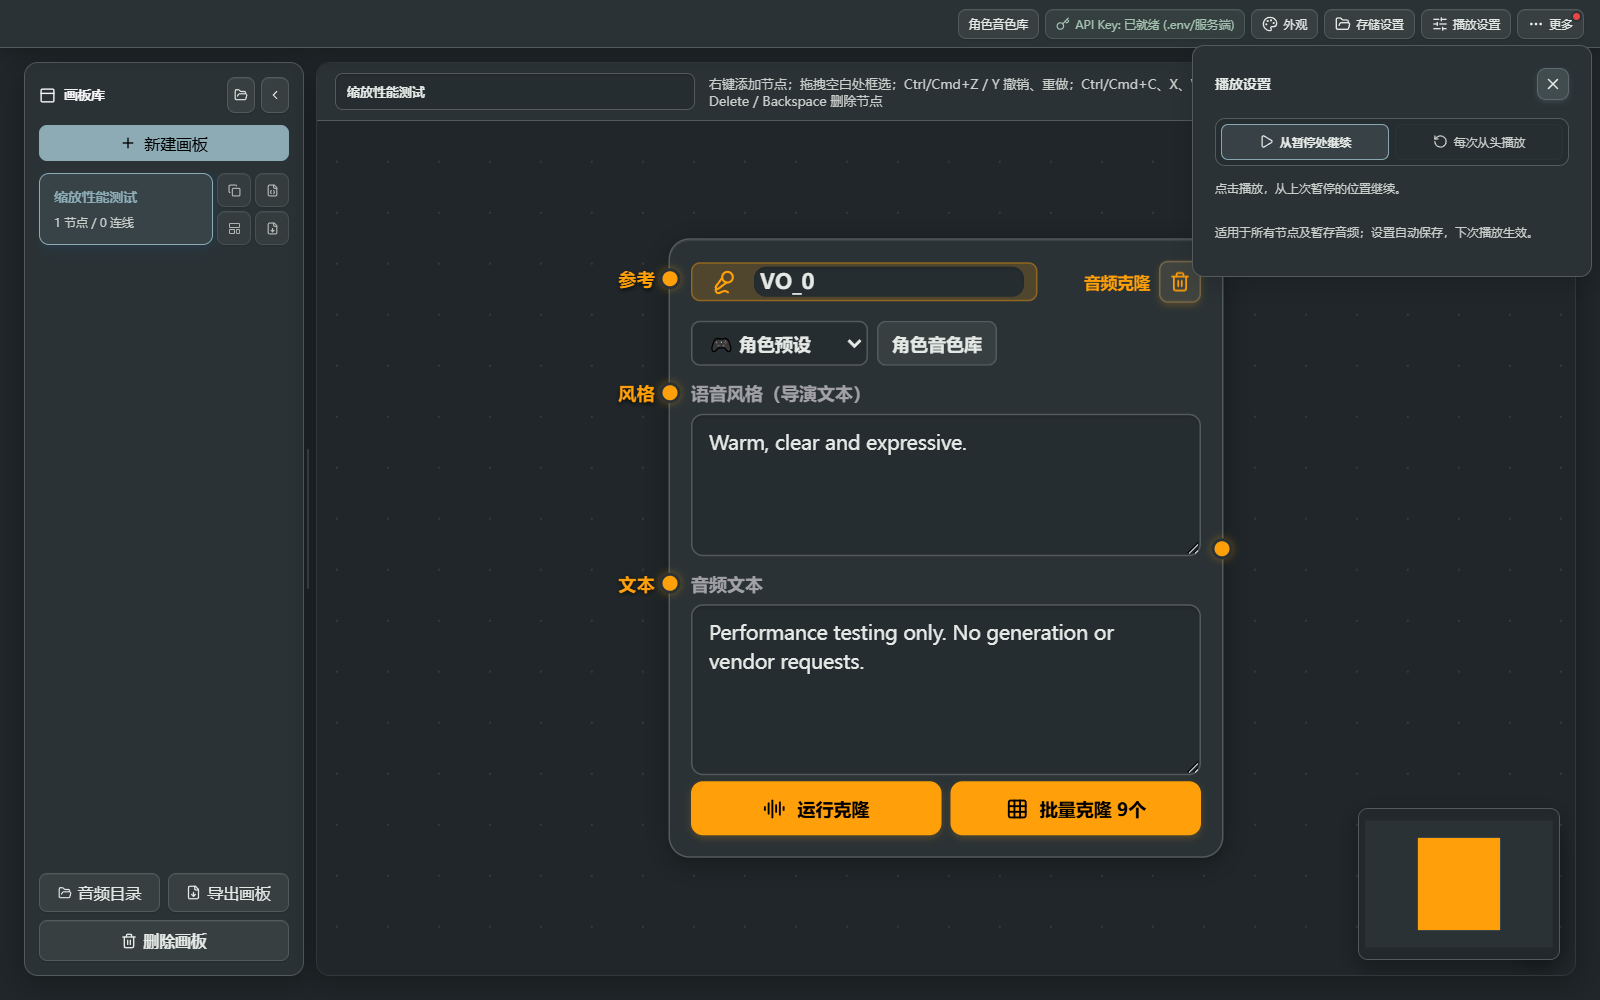 角色音色库
API Key: 已就绪 (.env/服务端)
外观
存储设置
播放设置
更多
画板库
新建画板
缩放性能测试
1 节点 / 0 连线
音频目录
导出画板
删除画板
缩放性能测试
右键添加节点；拖拽空白处框选；Ctrl/Cmd+Z / Y 撤销、重做；Ctrl/Cmd+C、X、
Delete / Backspace 删除节点
播放设置
从暂停处继续
每次从头播放
点击播放，从上次暂停的位置继续。
适用于所有节点及暂存音频；设置自动保存，下次播放生效。
参考
VO_0
音频克隆
角色预设
角色音色库
风格
语音风格（导演文本）
Warm, clear and expressive.
文本
音频文本
Performance testing only. No generation or
vendor requests.
运行克隆
批量克隆 9个